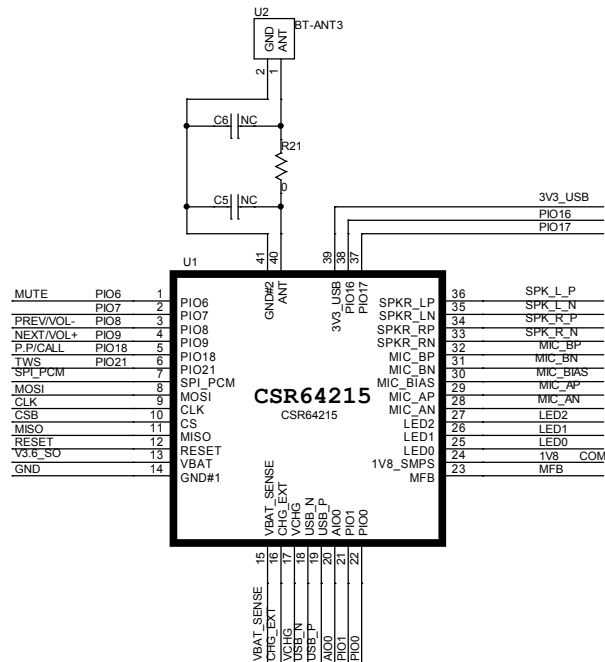 U2
BT-ANT3
GND
ANT
2
1
C6
NC
R21
0
C5
NC
3V3_USB
PIO16
PIO17
41
40
39
38
37
U1
GND#2
ANT
3V3_USB
PIO16
PIO17
MUTE PIO6 1 PIO6
PIO7 2 PIO7
PREV/VOL- PIO8 3 PIO8
NEXT/VOL+ PIO9 4 PIO9
P.P/CALL PIO18 5 PIO18
TWS PIO21 6 PIO21
SPI_PCM 7 SPI_PCM
MOSI 8 MOSI
CLK 9 CLK
CSB 10 CS
MISO 11 MISO
RESET 12 RESET
V3.6_SO 13 VBAT
GND 14 GND#1
CSR64215
CSR64215
SPKR_LP 36 SPK_L_P
SPKR_LN 35 SPK_L_N
SPKR_RP 34 SPK_R_P
SPKR_RN 33 SPK_R_N
MIC_BP 32 MIC_BP
MIC_BN 31 MIC_BN
MIC_BIAS 30 MIC_BIAS
MIC_AP 29 MIC_AP
MIC_AN 28 MIC_AN
LED2 27 LED2
LED1 26 LED1
LED0 25 LED0
1V8_SMPS 24 1V8 COM
MFB 23 MFB
VBAT_SENSE
CHG_EXT
VCHG
USB_N
USB_P
AIO0
PIO1
PIO0
15
16
17
18
19
20
21
22
VBAT_SENSE
CHG_EXT
VCHG
USB_N
USB_P
AIO0
PIO1
PIO0